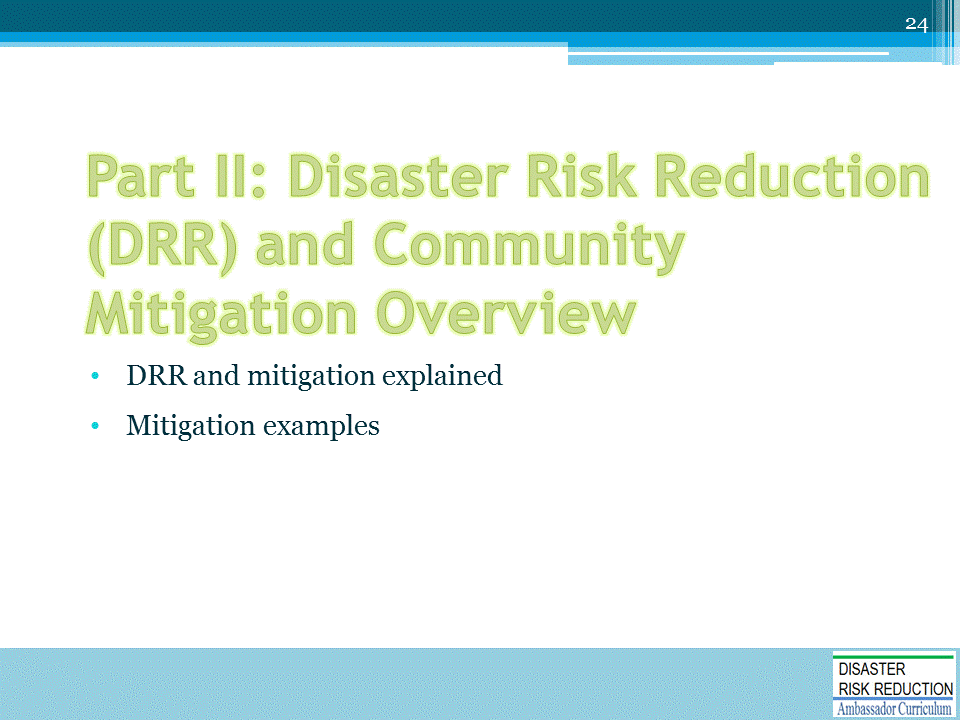 24
Part II: Disaster Risk Reduction
(DRR) and Community
Mitigation Overview
• DRR and mitigation explained
• Mitigation examples
DISASTER
RISK REDUCTION
Ambassador Curriculum